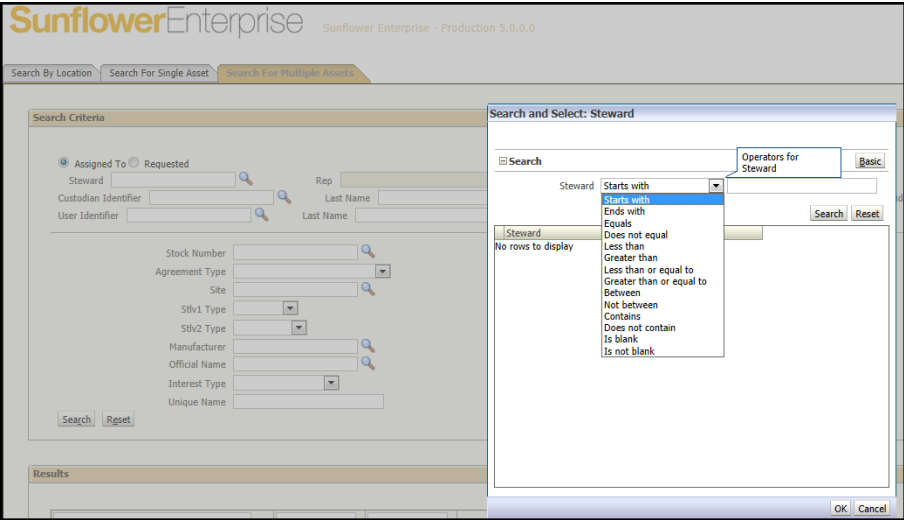 SunflowerEnterprise Sunflower Enterprise - Production 5.0.0.0
Search By Location Search For Single Asset Search For Multiple Assets
Search Criteria
Assigned To Requested
Steward Rep
Custodian Identifier Last Name
User Identifier Last Name
Stock Number
Agreement Type
Site
Stlv1 Type
Stlv2 Type
Manufacturer
Official Name
Interest Type
Unique Name
Search Reset
Results
Search and Select: Steward
Search
Operators for
Steward
Basic
Steward Starts with
Starts with
Ends with
Equals
Does not equal
Less than
Greater than
Less than or equal to
Greater than or equal to
Between
Not between
Contains
Does not contain
Is blank
Is not blank
Search Reset
Steward
No rows to display
OK Cancel